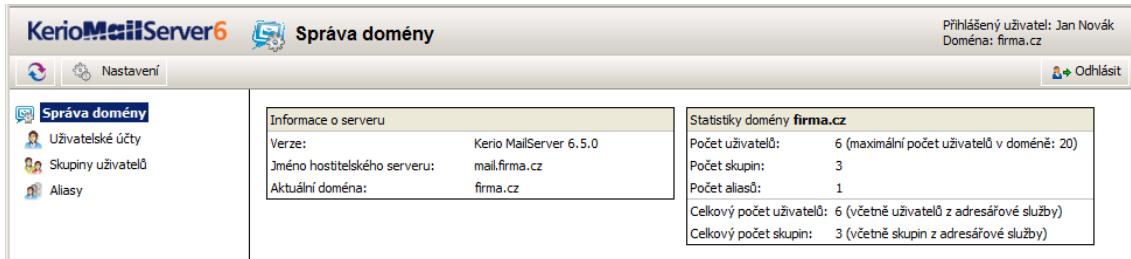 KerioMailServer6
Správa domény
Přihlášený uživatel: Jan Novák
Doména: firma.cz
Nastavení
Odhlásit
Správa domény
Uživatelské účty
Skupiny uživatelů
Aliasy
Informace o serveru
Verze: Kerio MailServer 6.5.0
Jméno hostitelského serveru: mail.firma.cz
Aktuální doména: firma.cz
Statistiky domény firma.cz
Počet uživatelů: 6 (maximální počet uživatelů v doméně: 20)
Počet skupin: 3
Počet aliasů: 1
Celkový počet uživatelů: 6 (včetně uživatelů z adresářové služby)
Celkový počet skupin: 3 (včetně skupin z adresářové služby)